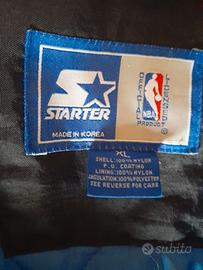 STARTER
MADE IN KOREA
OFFICIAL
LICENSED
NBA
PRODUCT
XL
SHELL:100%NYLON
P.U. COATING
LINING:100%NYLON
INSULATION:100%POLYESTER
SEE REVERSE FOR CARE
subito